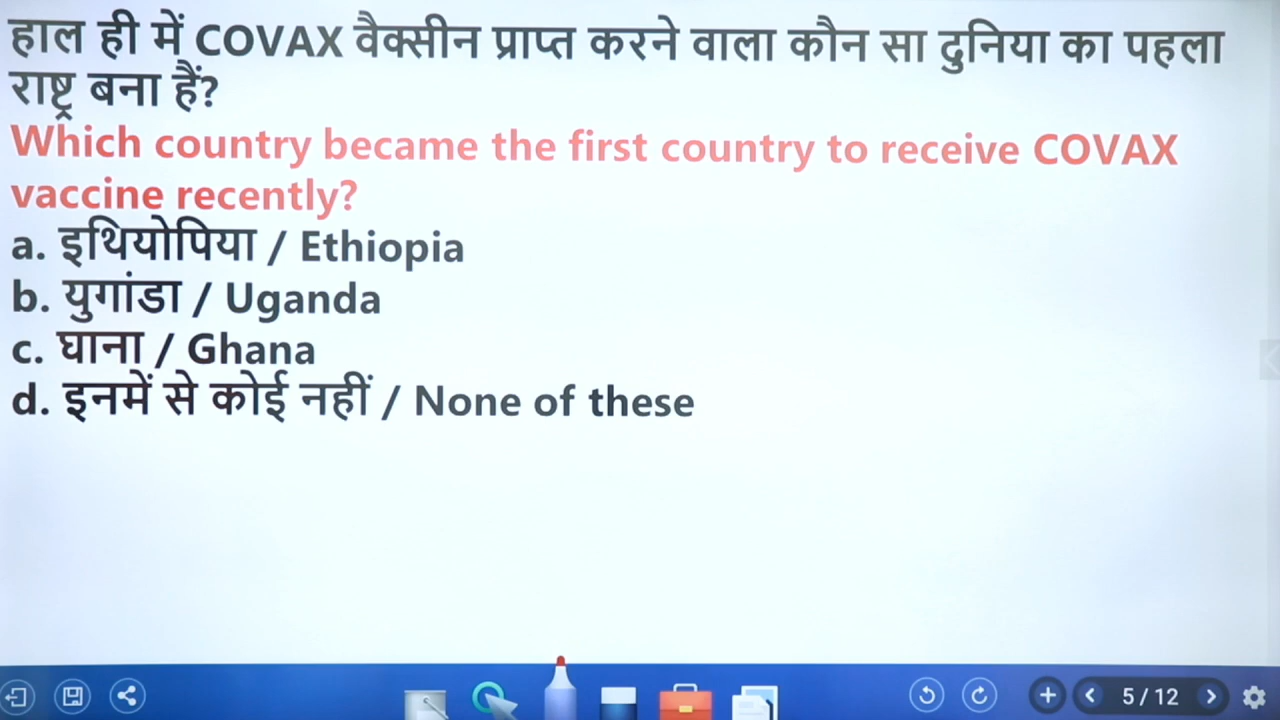 हाल ही में COVAX वैक्सीन प्राप्त करने वाला कौन सा दुनिया का पहला
राष्ट्र बना हैं?
Which country became the first country to receive COVAX
vaccine recently?
a. इथियोपिया / Ethiopia
b. युगांडा / Uganda
c. घाना / Ghana
d. इनमें से कोई नहीं / None of these
5 / 12